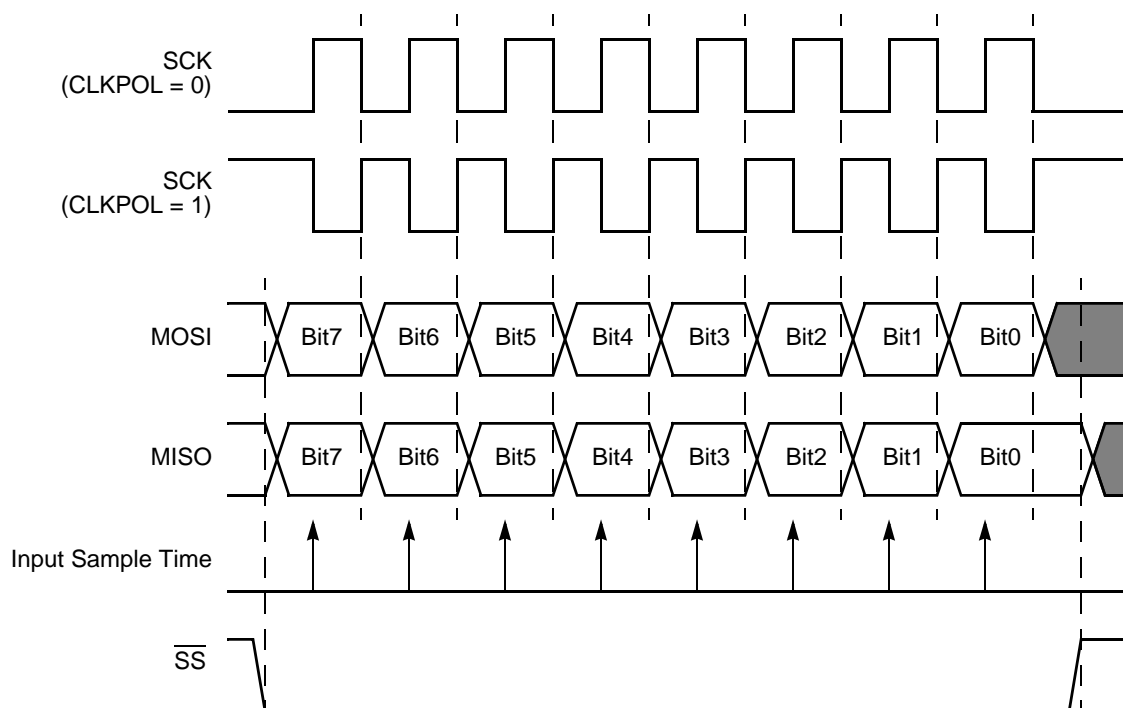 SCK
(CLKPOL = 0)
SCK
(CLKPOL = 1)
MOSI
Bit7 Bit6 Bit5 Bit4 Bit3 Bit2 Bit1 Bit0
MISO
Bit7 Bit6 Bit5 Bit4 Bit3 Bit2 Bit1 Bit0
Input Sample Time
SS